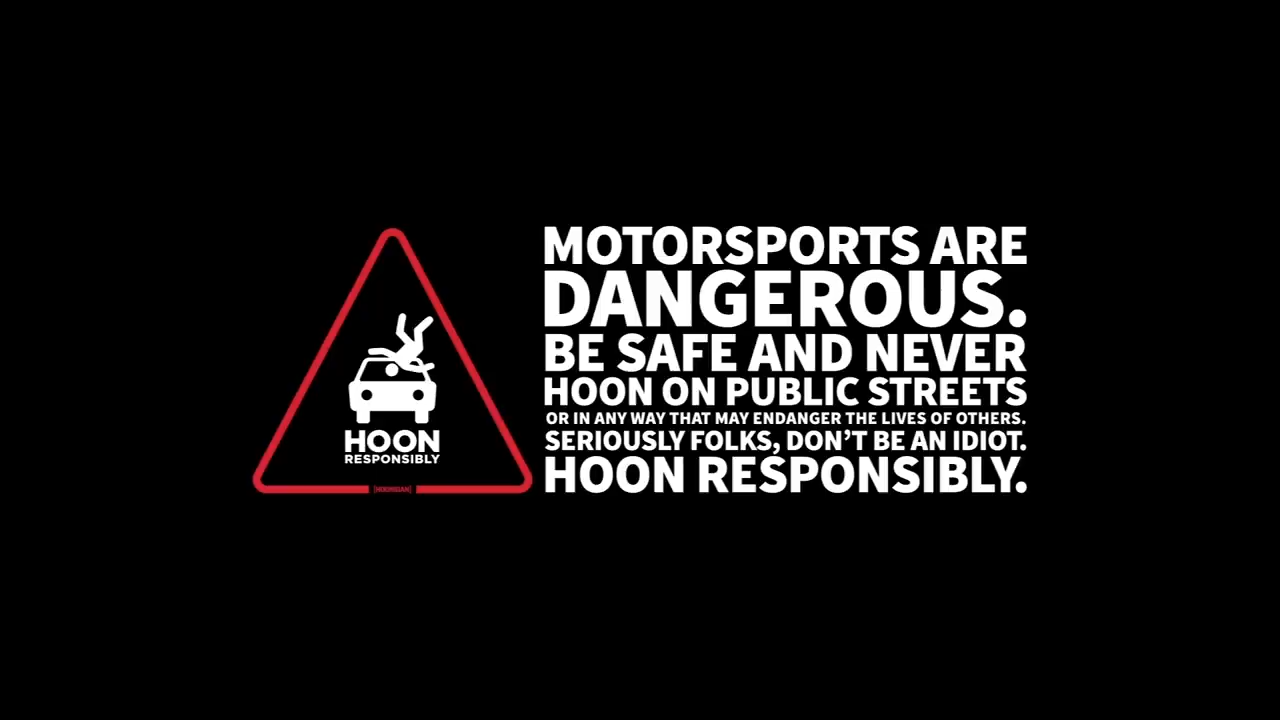 HOON
RESPONSIBLY
[HOONIGAN]
MOTORSPORTS ARE
DANGEROUS.
BE SAFE AND NEVER
HOON ON PUBLIC STREETS
OR IN ANY WAY THAT MAY ENDANGER THE LIVES OF OTHERS.
SERIOUSLY FOLKS, DON’T BE AN IDIOT.
HOON RESPONSIBLY.